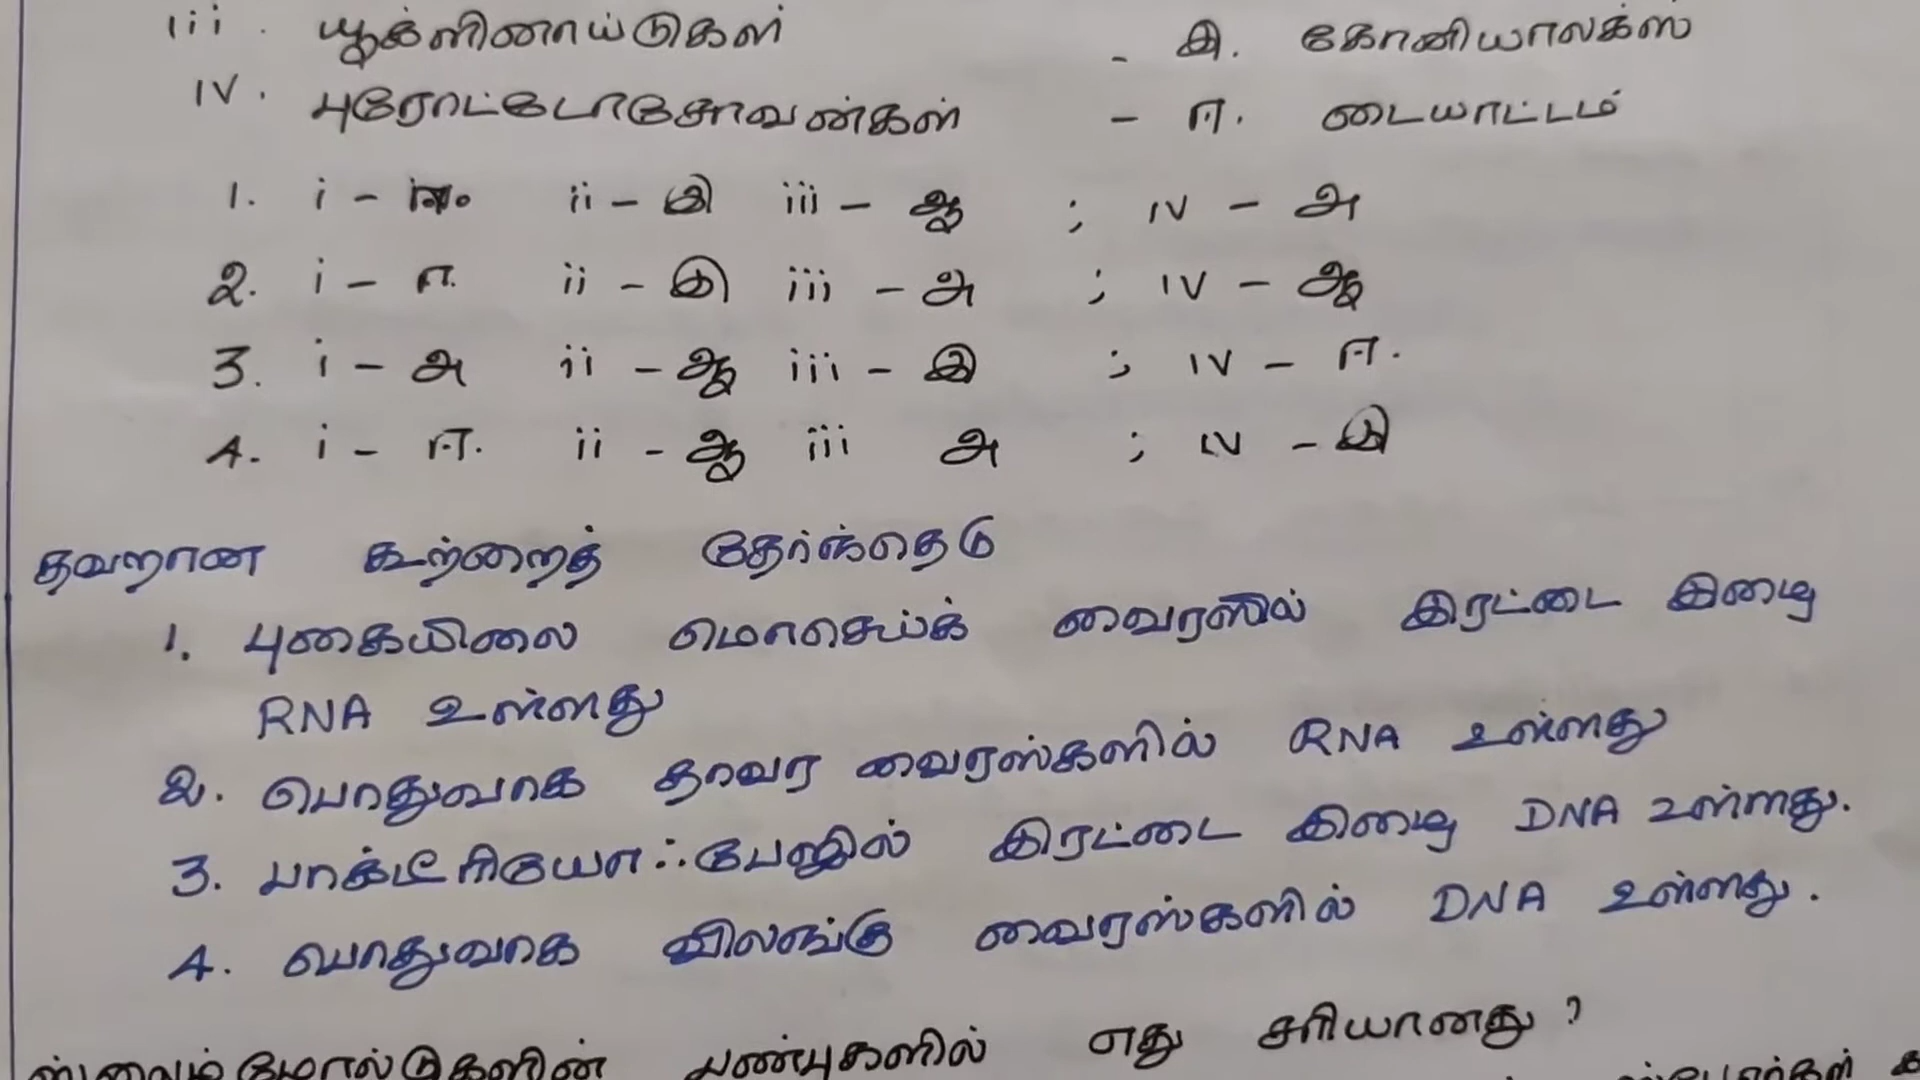 iii . யூக்ளினாய்டுகள் - இ. கோனியாலக்ஸ்
IV . புரோட்டோசோவன்கள் - ஈ. டையாட்டம்
1. i - ii - இ iii - ஆ ; IV - அ
2. i - ஈ. ii - இ iii - அ ; IV - ஆ
3. i - அ ii - ஆ iii - இ ; IV - ஈ.
4. i - ஈ. ii - ஆ iii அ ; IV - இ
தவறான கூற்றைத் தேர்ந்தெடு
1. புகையிலை மொசெய்க் வைரஸில் இரட்டை இழை
RNA உள்ளது
2. பொதுவாக தாவர வைரஸ்களில் RNA உள்ளது
3. பாக்டீரியோஃபேஜில் இரட்டை இழை DNA உள்ளது.
4. பொதுவாக விலங்கு வைரஸ்களில் DNA உள்ளது.
பண்புகளில் எது சரியானது?